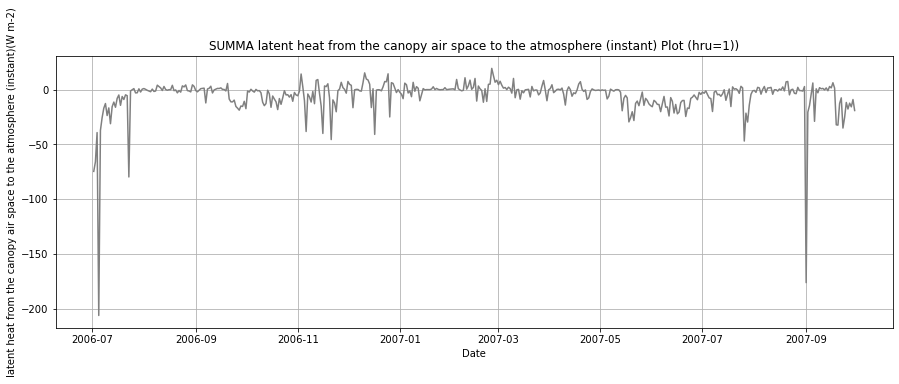 SUMMA latent heat from the canopy air space to the atmosphere (instant) Plot (hru=1))
latent heat from the canopy air space to the atmosphere (instant)(W m-2)
0
−50
−100
−150
−200
2006-07 2006-09 2006-11 2007-01 2007-03 2007-05 2007-07 2007-09
Date